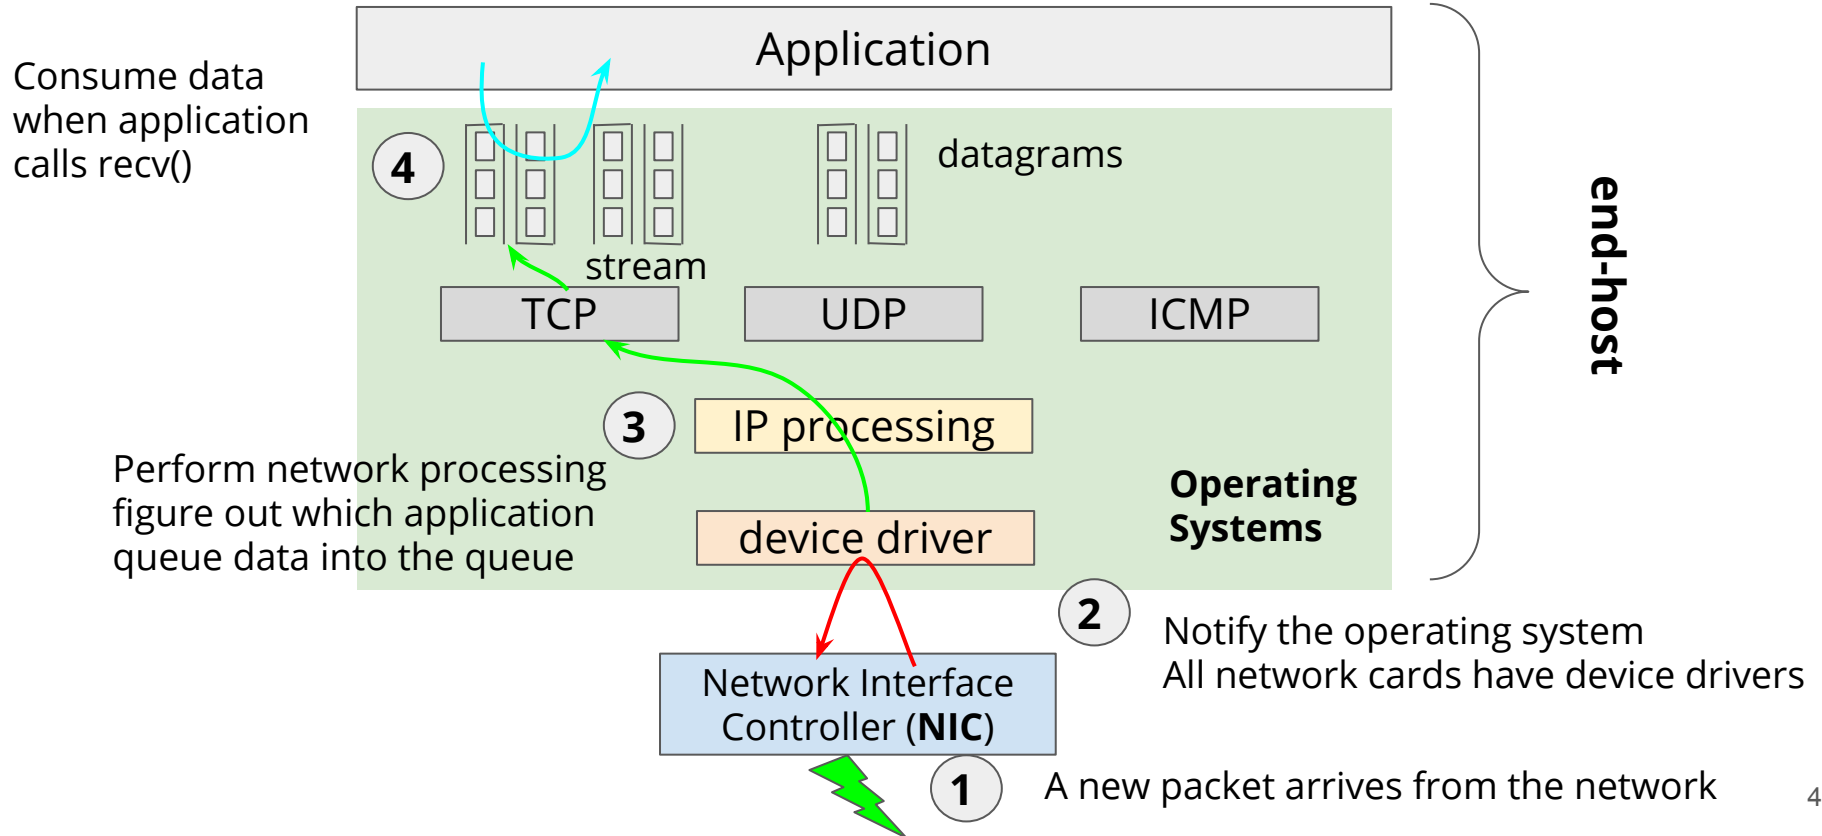 Application
Consume data
when application
calls recv()
4
datagrams
stream
TCP
UDP
ICMP
end-host
3
IP processing
Perform network processing
figure out which application
queue data into the queue
Operating
Systems
device driver
2
Notify the operating system
All network cards have device drivers
Network Interface
Controller (NIC)
1
A new packet arrives from the network
4